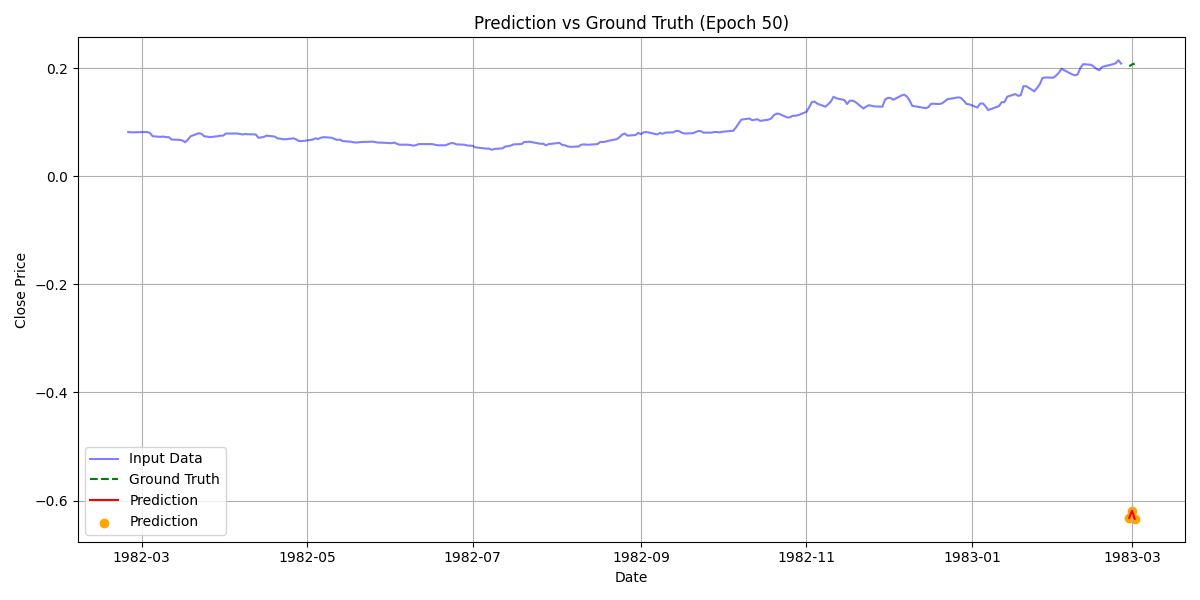 Prediction vs Ground Truth (Epoch 50)
Close Price
0.2
0.0
−0.2
−0.4
−0.6
Input Data
Ground Truth
Prediction
Prediction
1982-03
1982-05
1982-07
1982-09
1982-11
1983-01
1983-03
Date